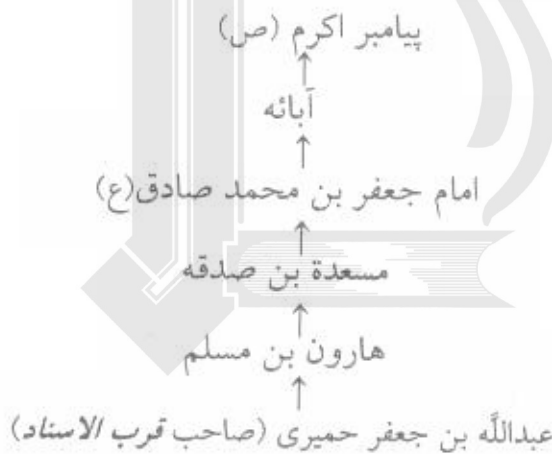 پیامبر اکرم (ص)
↑
آبائه
↑
امام جعفر بن محمد صادق(ع)
↑
مسعدة بن صدقه
↑
هارون بن مسلم
↑
عبداللَّه بن جعفر حمیری (صاحب قرب الاسناد)